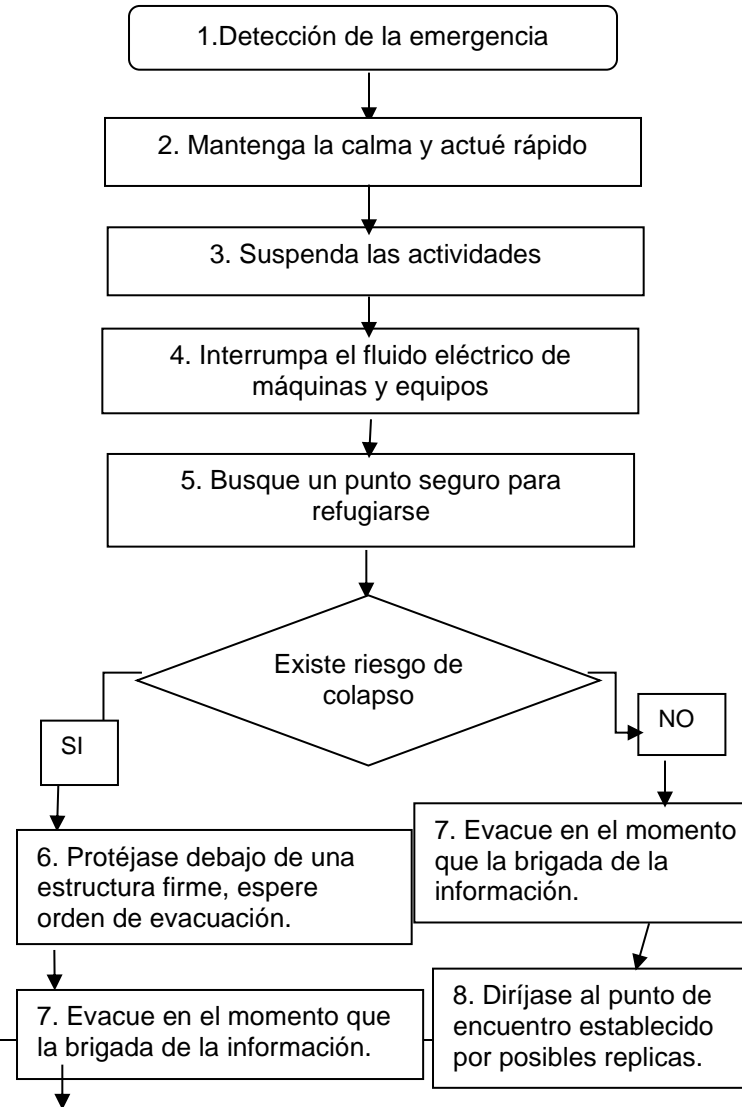 1.Detección de la emergencia
2. Mantenga la calma y actué rápido
3. Suspenda las actividades
4. Interrumpa el fluido eléctrico de
máquinas y equipos
5. Busque un punto seguro para
refugiarse
Existe riesgo de
colapso
SI
NO
6. Protéjase debajo de una
estructura firme, espere
orden de evacuación.
7. Evacue en el momento que
la brigada de la información.
7. Evacue en el momento
que la brigada de la
información.
8. Diríjase al punto de
encuentro establecido
por posibles replicas.